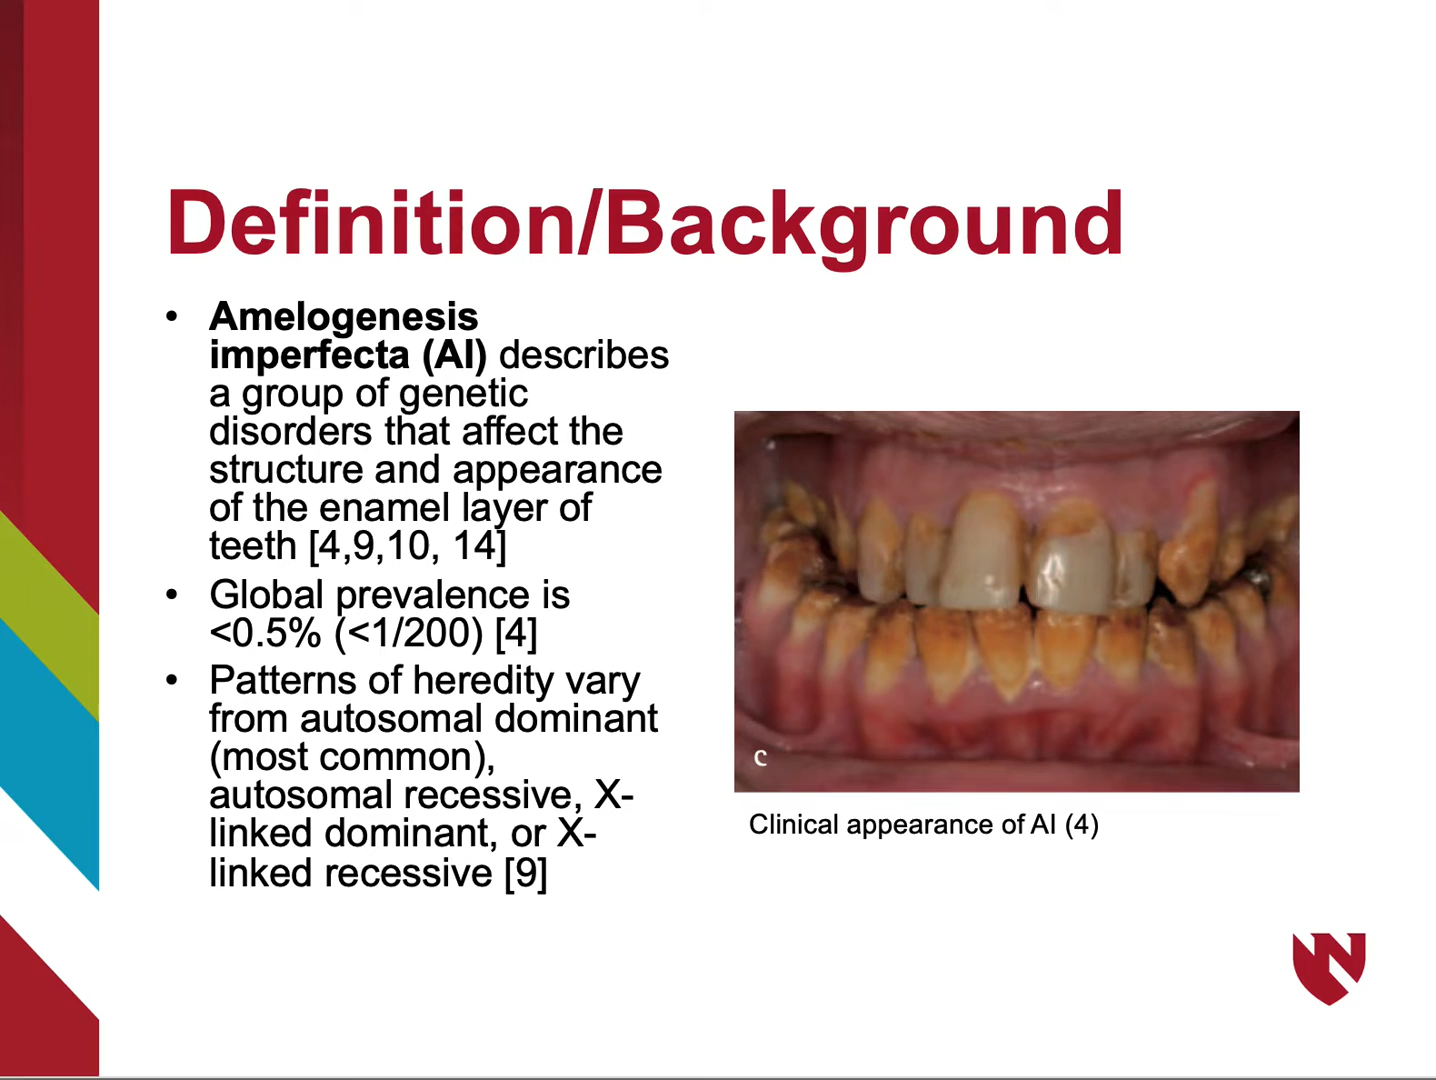 Definition/Background
• Amelogenesis
imperfecta (AI) describes
a group of genetic
disorders that affect the
structure and appearance
of the enamel layer of
teeth [4,9,10, 14]
• Global prevalence is
<0.5% (<1/200) [4]
• Patterns of heredity vary
from autosomal dominant
(most common),
autosomal recessive, X-
linked dominant, or X-
linked recessive [9]
c
Clinical appearance of AI (4)
N